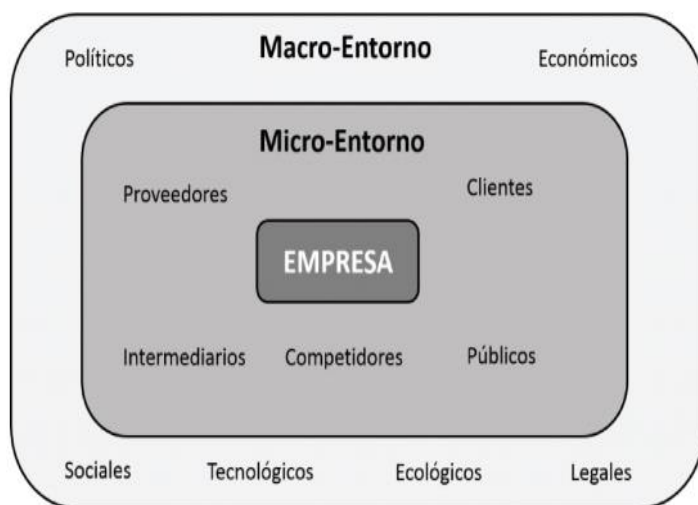 Macro-Entorno
Políticos Económicos
Micro-Entorno
Proveedores Clientes
EMPRESA
Intermediarios Competidores Públicos
Sociales Tecnológicos Ecológicos Legales